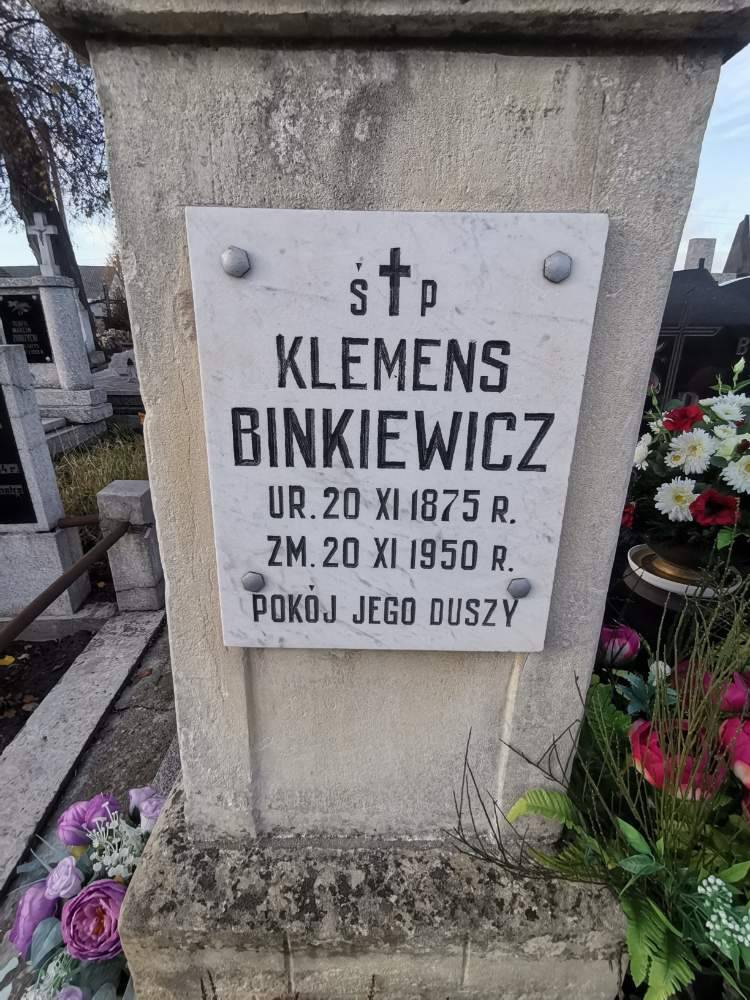 Ś P
KLEMENS
BINKIEWICZ
UR. 20 XI 1875 R.
ZM. 20 XI 1950 R.
POKÓJ JEGO DUSZY